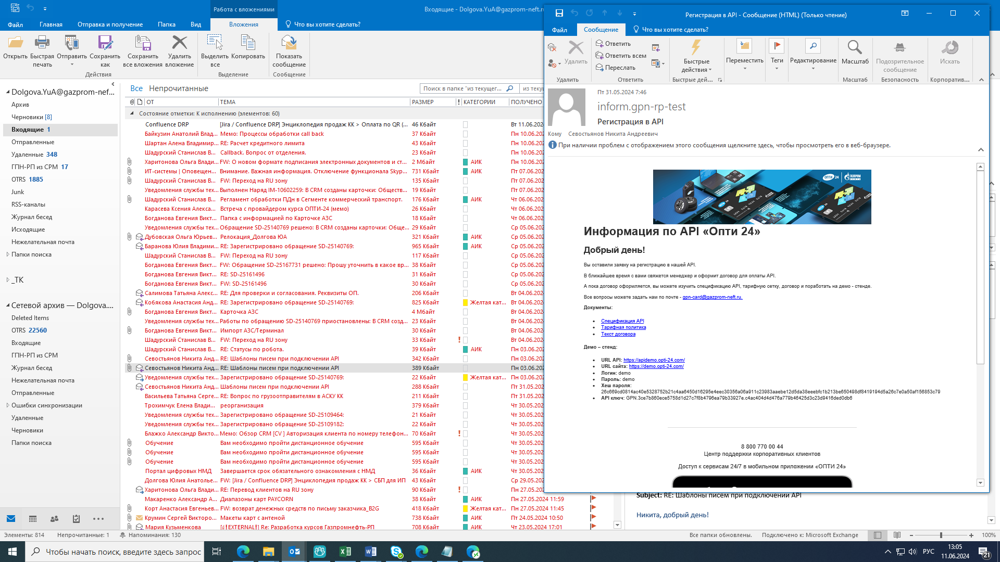 Работа с вложениями
Входящие - Dolgova.YuA@gazprom-neft.ru
Файл Главная Отправка и получение Папка Вид Вложения Что вы хотите сделать?
Открыть Быстрая печать Отправить Сохранить как Сохранить все вложения Удалить вложение Выделить все Копировать Показать сообщение
Действия Выделение Сообщение
Dolgova.YuA@gazprom-nef...
Архив
Черновики [8]
Входящие 1
Отправленные
Удаленные 348
ГПН-РП из СРМ 17
OTRS 1885
Junk
RSS-каналы
Журнал бесед
Исходящие
Нежелательная почта
Папки поиска
_ТК
Сетевой архив — Dolgova....
Deleted Items
OTRS 22560
Входящие
ГПН-РП из СРМ
Журнал бесед
Нежелательная почта
Отправленные
Ошибки синхронизации
Удаленные
Черновики
Папки поиска
Все Непрочитанные
Поиск в папке "из текущег...
ОТ ТЕМА РАЗМЕР ! КАТЕГОРИИ ПОЛУЧЕНО
Состояние отметки: К исполнению (элементов: 60)
Confluence DRP [Jira / Confluence DRP] Энциклопедия продаж КК > Оплата по QR (... 46 Кбайт Вт 11.06.202
Байкузин Анатолий Влад... Мемо: Процессы обработки call back 37 Кбайт Пн 10.06.202
Шартан Алена Владимир... RE: Расчет кредитного лимита 43 Кбайт Пн 10.06.202
Шадурский Станислав В... Callback. Вопрос от отделения. 23 Кбайт Пн 10.06.202
Харитонова Ольга Влади... FW: О новом формате подписания электронных документов и ст... 2 Мбайт АИК Пн 10.06.202
ИТ-системы | Оповещен... Внимание. Важная информация. Отключение функционала Skyp... 731 Кбайт АИК Пт 07.06.202
Шадурский Станислав В... FW: Переход на RU зону 135 Кбайт Пт 07.06.202
Уведомления службы тех... Выполнен Наряд IM-10602259: В CRM созданы карточки: Обществ... 19 Кбайт Пт 07.06.202
Шадурский Станислав В... Регламент обработки ПДн в Сегменте коммерческий транспорт. 176 Кбайт АИК Чт 06.06.202
Карасева Ксения Алекса... Встреча с провайдером курса ОПТИ-24 (мемо) 26 Кбайт Чт 06.06.202
Богданова Евгения Викт... Папка с информацией по Карточке АЗС 18 Кбайт Чт 06.06.202
Уведомления службы тех... Обращение SD-25140769 решено: В CRM созданы карточки: Обще... 29 Кбайт Ср 05.06.202
Дубовская Ольга Юрьев... Релокация_Долгова ЮА 321 Кбайт АИК Ср 05.06.202
Баранова Юлия Владими... RE: Зарегистрировано обращение SD-25140769: 965 Кбайт АИК Ср 05.06.202
Шадурский Станислав В... FW: Переход на RU зону 117 Кбайт Ср 05.06.202
Богданова Евгения Викт... FW: Обращение SD-25167731 решено: Прошу уточнить в какое вр... 38 Кбайт Ср 05.06.202
Богданова Евгения Викт... RE: SD-25161496 31 Кбайт Ср 05.06.202
Богданова Евгения Викт... FW: SD-25161496 30 Кбайт Ср 05.06.202
Салимова Татьяна Алекс... RE: Для проверки и согласования. Реквизиты ОП. 206 Кбайт Вт 04.06.202
Кобякова Анастасия Анд... RE: Зарегистрировано обращение SD-25140769: 825 Кбайт Желтая кат... Вт 04.06.202
Богданова Евгения Викт... Карточка АЗС 4 Мбайт Вт 04.06.202
Уведомления службы тех... Работы по обращению SD-25140769 приостановлены: В CRM созд... 23 Кбайт Вт 04.06.202
Богданова Евгения Викт... Импорт АЗС/Терминал 30 Кбайт Вт 04.06.202
Шадурский Станислав В... FW: Переход на RU зону 33 Кбайт ! Вт 04.06.202
Шадурский Станислав В... RE: Статусы по робота. 39 Кбайт АИК Пн 03.06.202
Севостьянов Никита Анд... RE: Шаблоны писем при подключении API 342 Кбайт Пн 03.06.202
Севостьянов Никита Анд... RE: Шаблоны писем при подключении API 389 Кбайт Пн 03.06.202
Уведомления службы тех... Зарегистрировано обращение SD-25140769: 22 Кбайт Желтая кат... Пн 03.06.202
Севостьянов Никита Анд... Шаблоны писем при подключении API 288 Кбайт Пт 31.05.202
Васильева Татьяна Серге... RE: Вопрос по грузоотправителям в АСКУ КК 211 Кбайт Пт 31.05.202
Трохимчук Елена Влади... реорганизация 379 Кбайт Чт 30.05.202
Уведомления службы тех... Зарегистрировано обращение SD-25109464: 21 Кбайт Чт 30.05.202
Уведомления службы тех... Зарегистрировано обращение SD-25109182: 22 Кбайт Чт 30.05.202
Блажко Александр Викто... Мемо: Обзор CRM [CV ] Авторизация клиента по номеру телефон... 70 Кбайт ! Чт 30.05.202
Обучение Вам необходимо пройти дистанционное обучение 595 Кбайт Чт 30.05.202
Обучение Вам необходимо пройти дистанционное обучение 595 Кбайт Чт 30.05.202
Обучение Вам необходимо пройти дистанционное обучение 595 Кбайт Чт 30.05.202
Портал цифровых НМД Завершается срок обязательного ознакомления с НМД 36 Кбайт АИК Чт 30.05.202
Долгова Юлия Анатолье... FW: [Jira / Confluence DRP] Энциклопедия продаж КК > СБП для ИП 43 Кбайт Ср 29.05.202
Харитонова Ольга Влади... RE: Перевод клиентов на RU зону 90 Кбайт ! Пн 27.05.202
Макаренко Александр А... Диапазоны карт PAYCORN 38 Кбайт АИК Пн 27.05.2024 11:59
Корт Анастасия Евгеньев... FW: возврат денежных средств по письму заказчика_B2G 418 Кбайт Желтая кат... Пн 27.05.2024 11:45
Крумин Сергей Викторо... Макеты карт с антеной 738 Кбайт АИК Пт 24.05.2024 10:50
Мария Кузьменкова [EXTERNAL!] Re: Разработка курсов Газпромнефть-РП 708 Кбайт АИК Чт 23.05.2024 17:01
Регистрация в API - Сообщение (HTML) (Только чтение)
Файл Сообщение Что вы хотите сделать?
Удалить Ответить Ответить всем Переслать Быстрые действия Переместить Теги Редактирование Масштаб Подозрительное сообщение Искать
Удалить Ответить Быстрые дей... Масштаб Безопасность Корпоратив...
Пт 31.05.2024 7:46
inform.gpn-rp-test
Регистрация в API
Кому Севостьянов Никита Андреевич
При наличии проблем с отображением этого сообщения щелкните здесь, чтобы просмотреть его в веб-браузере.
ОПТИ 24 ГАЗПРОМ НЕФТЬ
Информация по API «Опти 24»
Добрый день!
Вы оставили заявку на регистрацию в нашей API.
В ближайшее время с вами свяжется менеджер и оформит договор для оплаты API.
А пока договор оформляется, вы можете изучить спецификацию API, тарифную сетку, договор и поработать на демо - стенде.
Все вопросы можете задать нам по почте - gpn-card@gazprom-neft.ru.
Документы:
• Спецификация API
• Тарифная политика
• Текст договора
Демо – стенд:
• URL API: https://apidemo.opti-24.com/
• URL сайта: https://demo.opti-24.com/
• Логин: demo
• Пароль: demo
• Хеш пароля:
26c669cd0814ac40e5328752b21c4aa6450d16295e4eec30356a06a911c23983aaebe12d5da38eeebfc1b213be650498df8419194d5a26c7e0a50af156853c79
• API ключ: GPN.3ce7b860ece5758d1d27c7f8b4796ea79b33927e.c4ac404d4d476a779b46425d3c23d9416ded0db6
8 800 770 00 44
Центр поддержки корпоративных клиентов
Доступ к сервисам 24/7 в мобильном приложении «ОПТИ 24»
Subject: RE: Шаблоны писем при подключении API
Никита, добрый день!
Элементы: 814 Непрочитанные: 1 Напоминания: 130 Все папки обновлены. Подключено к: Microsoft Exchange 100%
Чтобы начать поиск, введите здесь запрос
РУС 13:05
11.06.2024 21